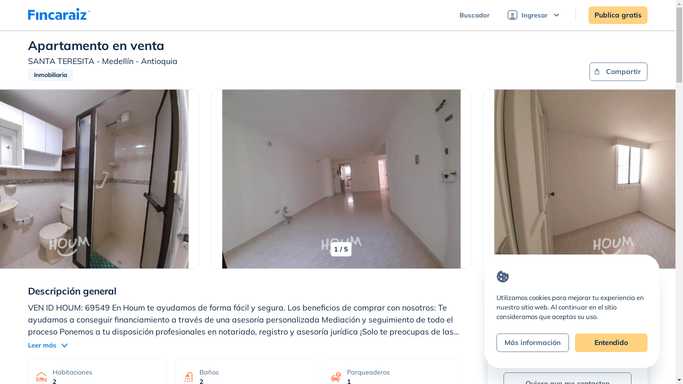 Fincaraiz
Buscador
Ingresar
Publica gratis
Apartamento en venta
SANTA TERESITA - Medellín - Antioquia
Inmobiliaria
Compartir
HOUM
HOUM
HOUM
1 / 5
Descripción general
VEN ID HOUM: 69549 En Houm te ayudamos de forma fácil y segura. Los beneficios de comprar con nosotros: Te
ayudamos a conseguir financiamiento a través de una asesoría personalizada Mediación y seguimiento de todo el
proceso Ponemos a tu disposición profesionales en notariado, registro y asesoría jurídica ¡Solo te preocupas de las...
Leer más
Habitaciones
2
Baños
2
Parqueaderos
1
Utilizamos cookies para mejorar tu experiencia en
nuestro sitio web. Al continuar en el sitio
consideramos que aceptas su uso.
Más información
Entendido
Quiero que me contacten